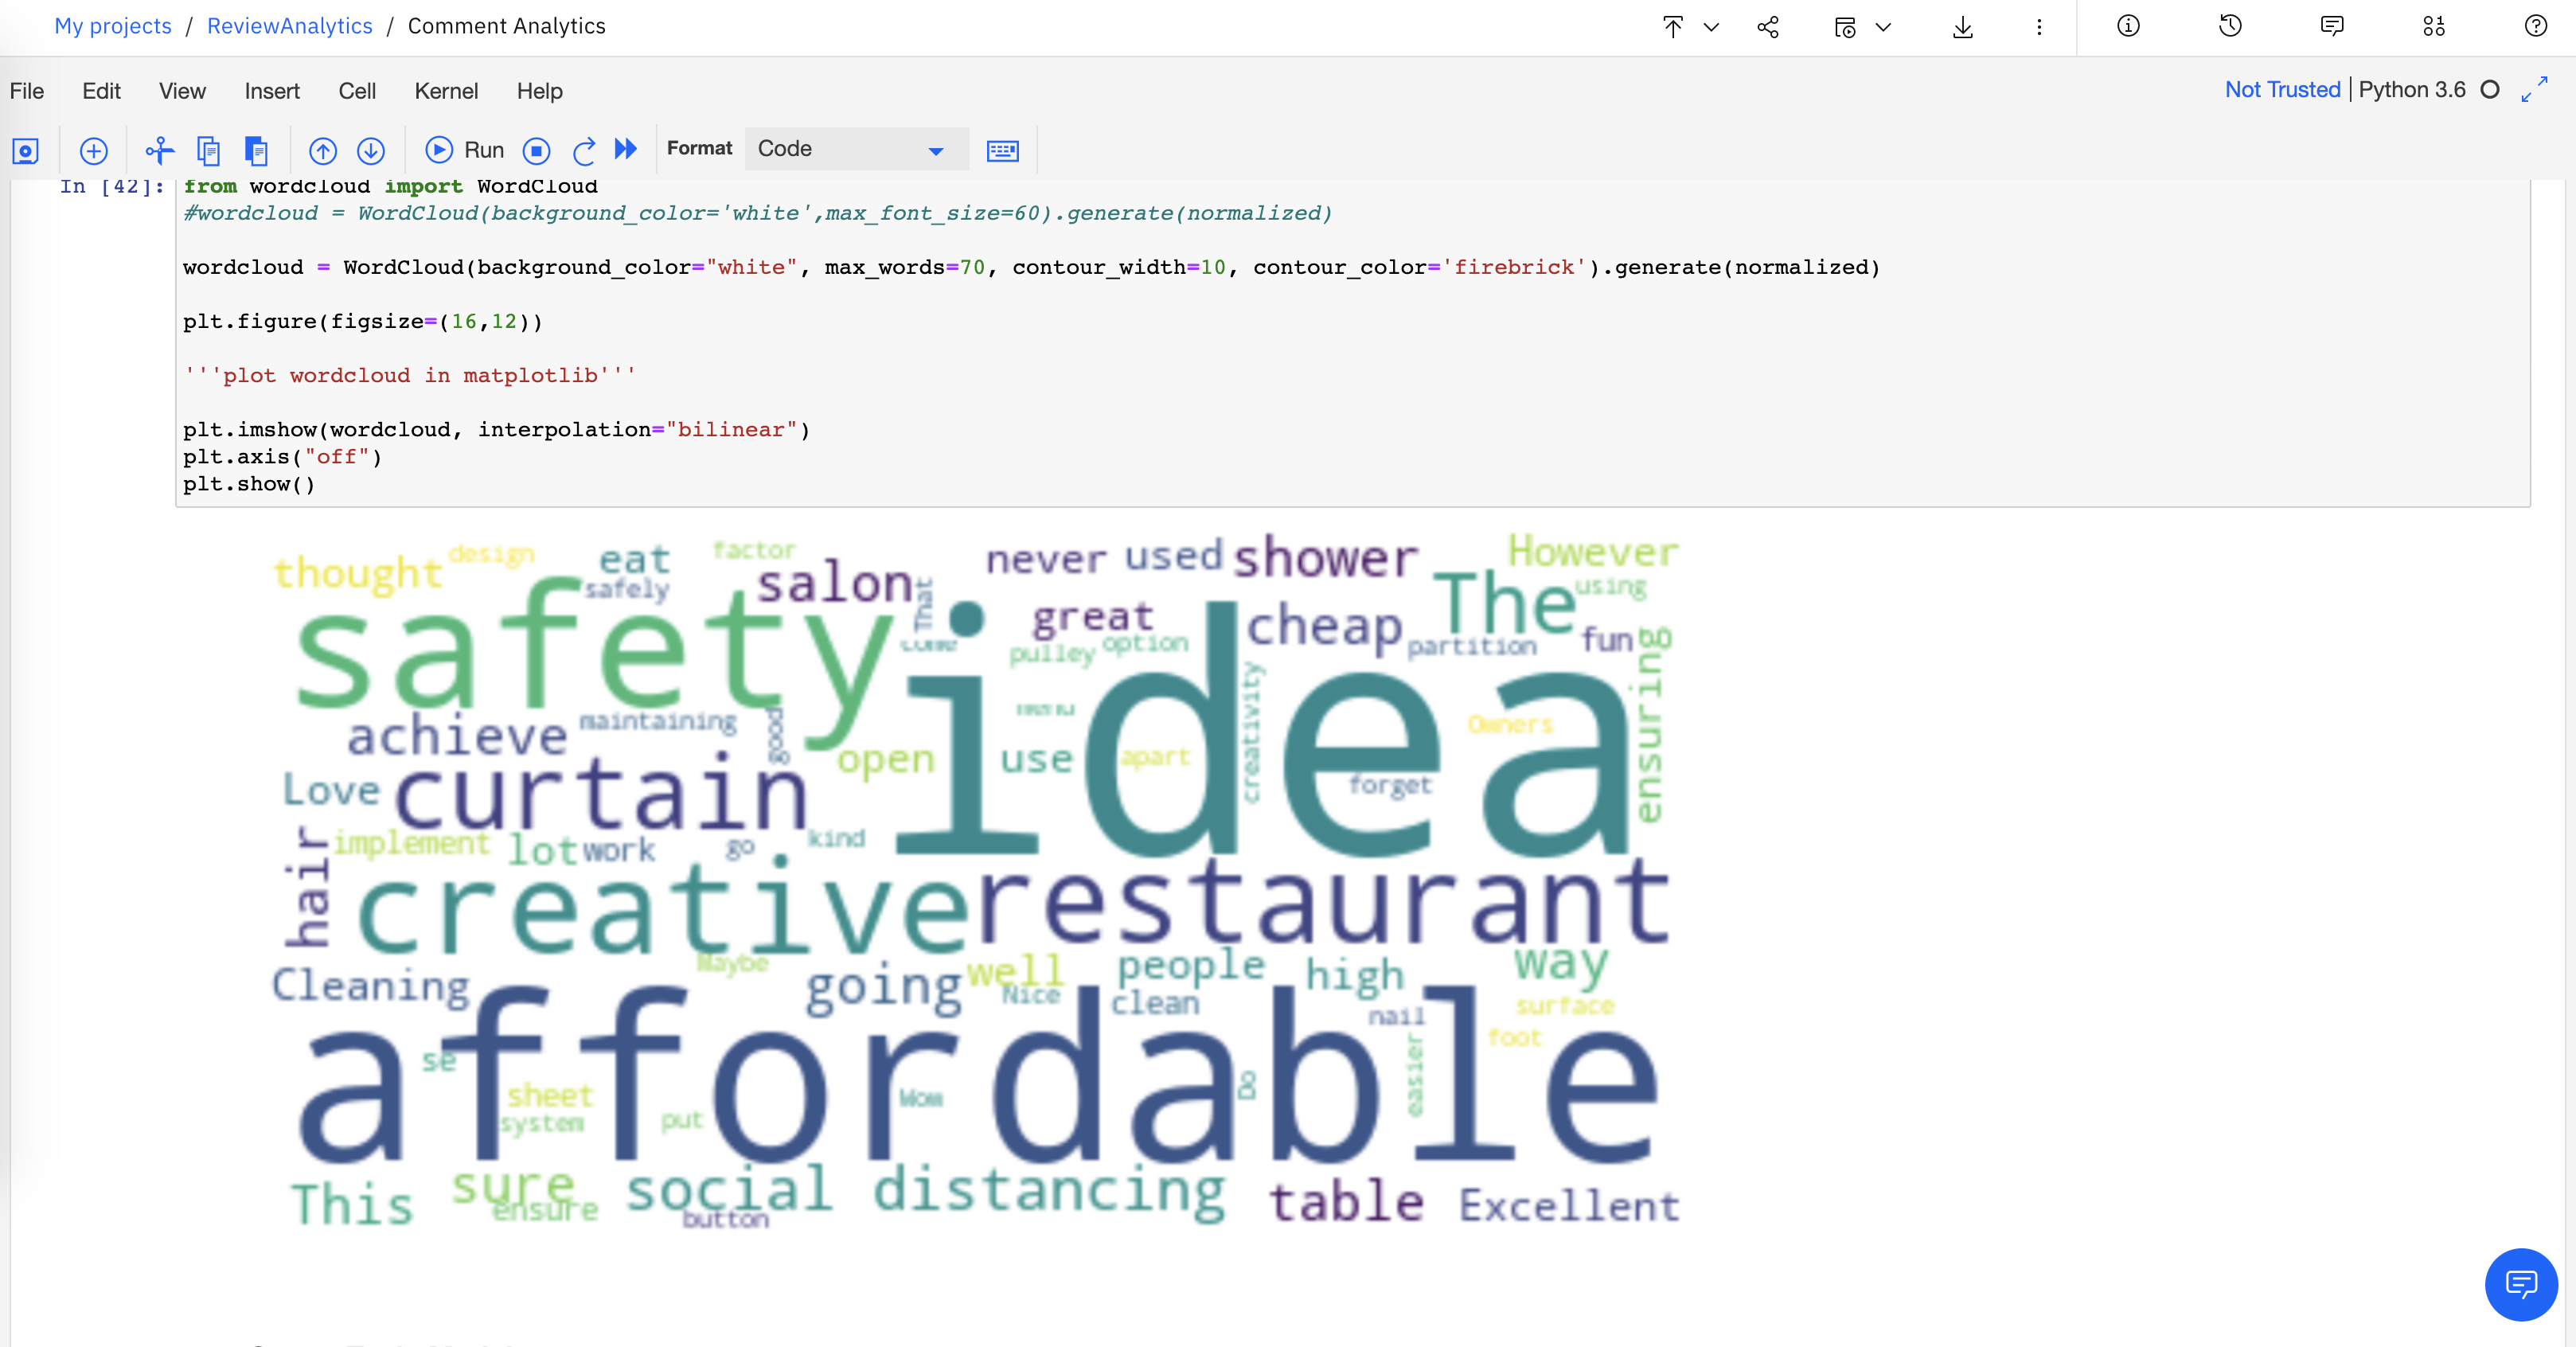 My projects / ReviewAnalytics / Comment Analytics
File Edit View Insert Cell Kernel Help
Not Trusted | Python 3.6
Run
Format Code
In [42]: from wordcloud import WordCloud
#wordcloud = WordCloud(background_color='white',max_font_size=60).generate(normalized)
wordcloud = WordCloud(background_color="white", max_words=70, contour_width=10, contour_color='firebrick').generate(normalized)
plt.figure(figsize=(16,12))
'''plot wordcloud in matplotlib'''
plt.imshow(wordcloud, interpolation="bilinear")
plt.axis("off")
plt.show()
thought design eat factor never used shower However
safely salon That great cheap The using
safety idea
come pulley option partition fun
achieve maintaining good menu creativity Owners ensuring
open use apart
Love curtain forget
hair implement lot work go kind
creative restaurant
Cleaning Maybe going well Nice people clean high way
nail surface
affordable
se foot
sheet system put Wow Do easier
This sure ensure social distancing button table Excellent